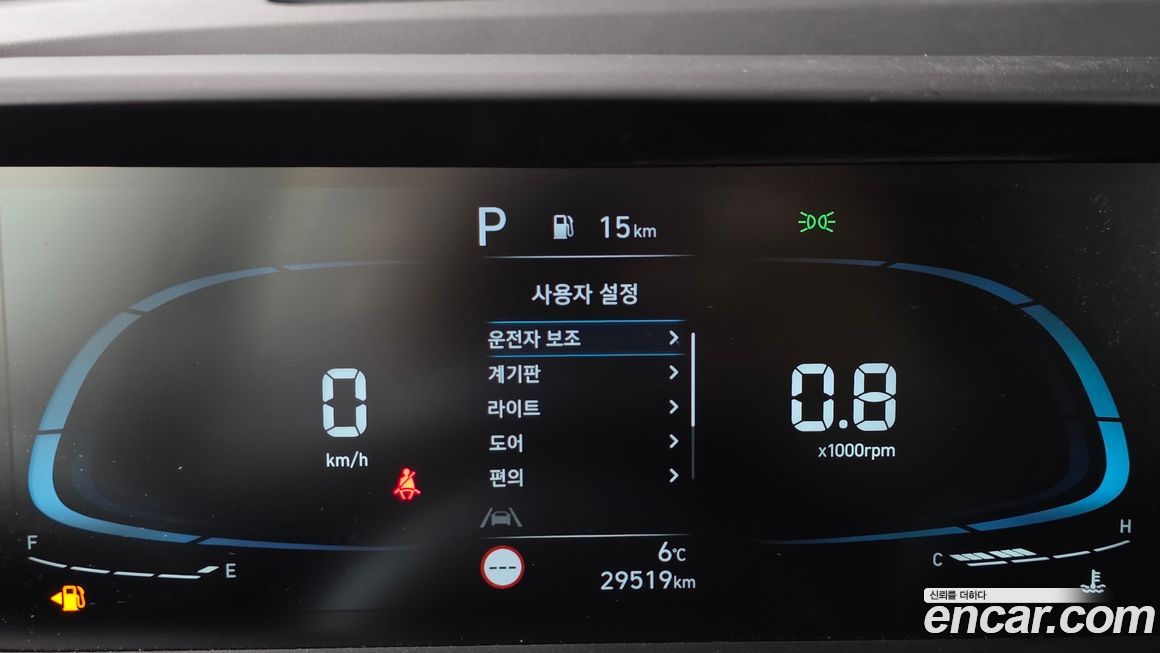 P 15km
사용자 설정
운전자 보조
계기판
라이트
도어
편의
0
km/h
0.8
x1000rpm
F
E
---
6℃
29519km
C
H
신뢰를 더하다
encar.com